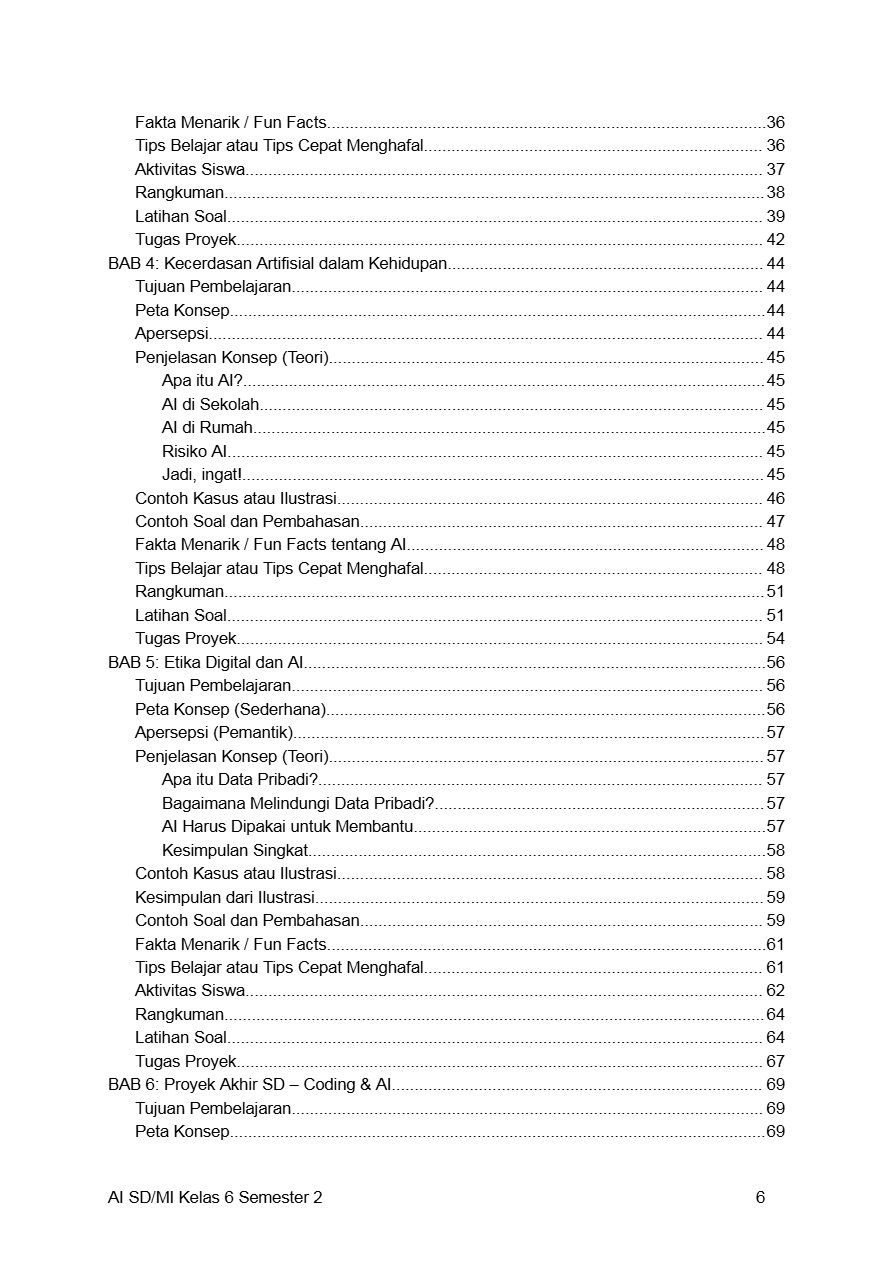 Fakta Menarik / Fun Facts....................................................................................................36
Tips Belajar atau Tips Cepat Menghafal.......................................................................... 36
Aktivitas Siswa................................................................................................................. 37
Rangkuman......................................................................................................................38
Latihan Soal..................................................................................................................... 39
Tugas Proyek................................................................................................................... 42
BAB 4: Kecerdasan Artifisial dalam Kehidupan..................................................................... 44
Tujuan Pembelajaran....................................................................................................... 44
Peta Konsep.....................................................................................................................44
Apersepsi......................................................................................................................... 44
Penjelasan Konsep (Teori)............................................................................................... 45
Apa itu AI?..................................................................................................................45
AI di Sekolah.............................................................................................................. 45
AI di Rumah................................................................................................................45
Risiko AI..................................................................................................................... 45
Jadi, ingat!.................................................................................................................. 45
Contoh Kasus atau Ilustrasi............................................................................................. 46
Contoh Soal dan Pembahasan........................................................................................ 47
Fakta Menarik / Fun Facts tentang AI.............................................................................. 48
Tips Belajar atau Tips Cepat Menghafal.......................................................................... 48
Rangkuman......................................................................................................................51
Latihan Soal..................................................................................................................... 51
Tugas Proyek................................................................................................................... 54
BAB 5: Etika Digital dan AI.....................................................................................................56
Tujuan Pembelajaran....................................................................................................... 56
Peta Konsep (Sederhana)................................................................................................56
Apersepsi (Pemantik)....................................................................................................... 57
Penjelasan Konsep (Teori)............................................................................................... 57
Apa itu Data Pribadi?................................................................................................. 57
Bagaimana Melindungi Data Pribadi?........................................................................ 57
AI Harus Dipakai untuk Membantu.............................................................................57
Kesimpulan Singkat....................................................................................................58
Contoh Kasus atau Ilustrasi............................................................................................. 58
Kesimpulan dari Ilustrasi.................................................................................................. 59
Contoh Soal dan Pembahasan........................................................................................ 59
Fakta Menarik / Fun Facts................................................................................................61
Tips Belajar atau Tips Cepat Menghafal.......................................................................... 61
Aktivitas Siswa................................................................................................................. 62
Rangkuman......................................................................................................................64
Latihan Soal..................................................................................................................... 64
Tugas Proyek................................................................................................................... 67
BAB 6: Proyek Akhir SD – Coding & AI................................................................................. 69
Tujuan Pembelajaran....................................................................................................... 69
Peta Konsep.....................................................................................................................69
AI SD/MI Kelas 6 Semester 2 6